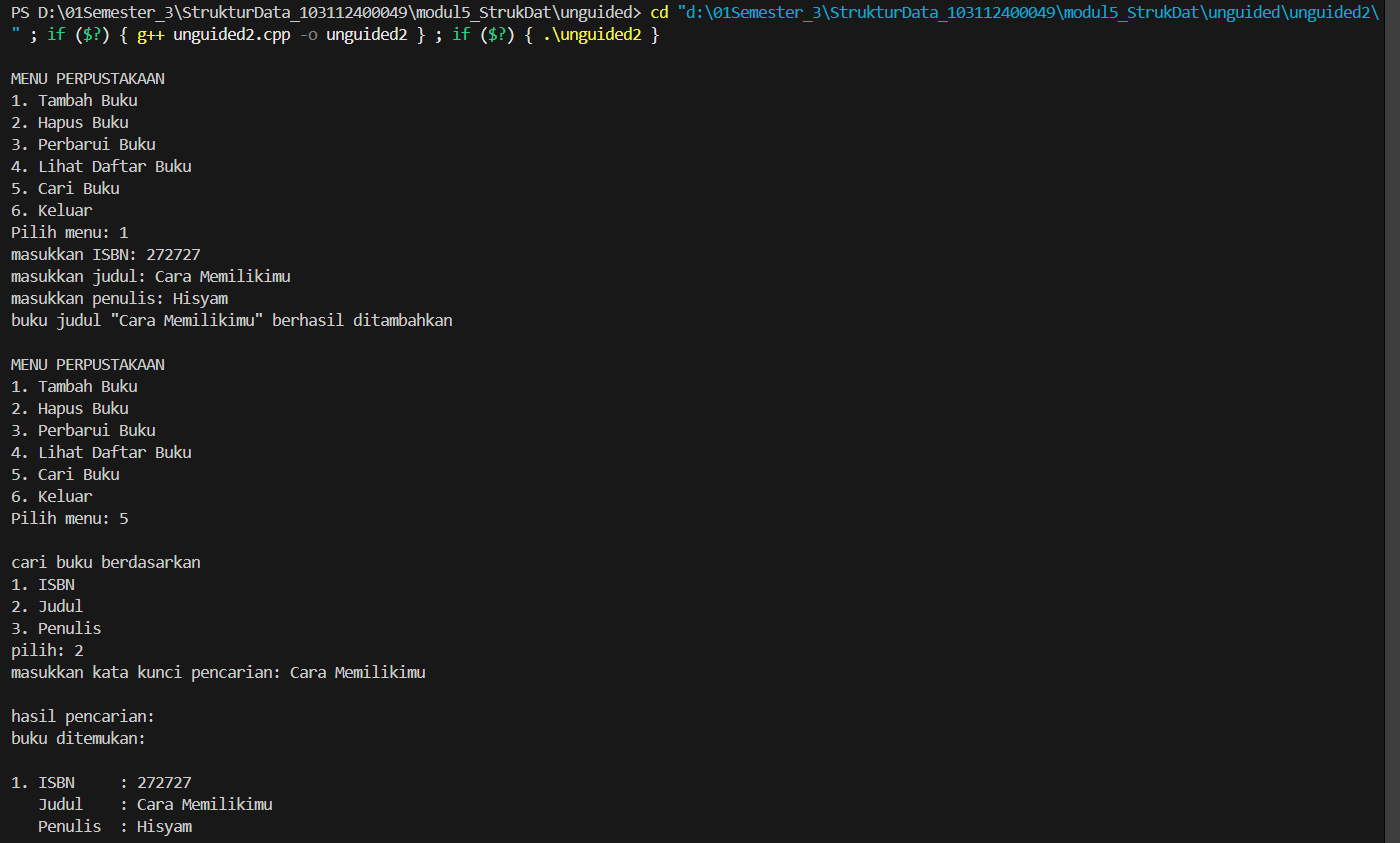 PS D:\01Semester_3\StrukturData_103112400049\modul5_StrukDat\unguided> cd "d:\01Semester_3\StrukturData_103112400049\modul5_StrukDat\unguided\unguided2\
" ; if ($?) { g++ unguided2.cpp -o unguided2 } ; if ($?) { .\unguided2 }
MENU PERPUSTAKAAN
1. Tambah Buku
2. Hapus Buku
3. Perbarui Buku
4. Lihat Daftar Buku
5. Cari Buku
6. Keluar
Pilih menu: 1
masukkan ISBN: 272727
masukkan judul: Cara Memilikimu
masukkan penulis: Hisyam
buku judul "Cara Memilikimu" berhasil ditambahkan
MENU PERPUSTAKAAN
1. Tambah Buku
2. Hapus Buku
3. Perbarui Buku
4. Lihat Daftar Buku
5. Cari Buku
6. Keluar
Pilih menu: 5
cari buku berdasarkan
1. ISBN
2. Judul
3. Penulis
pilih: 2
masukkan kata kunci pencarian: Cara Memilikimu
hasil pencarian:
buku ditemukan:
1. ISBN     : 272727
   Judul    : Cara Memilikimu
   Penulis  : Hisyam